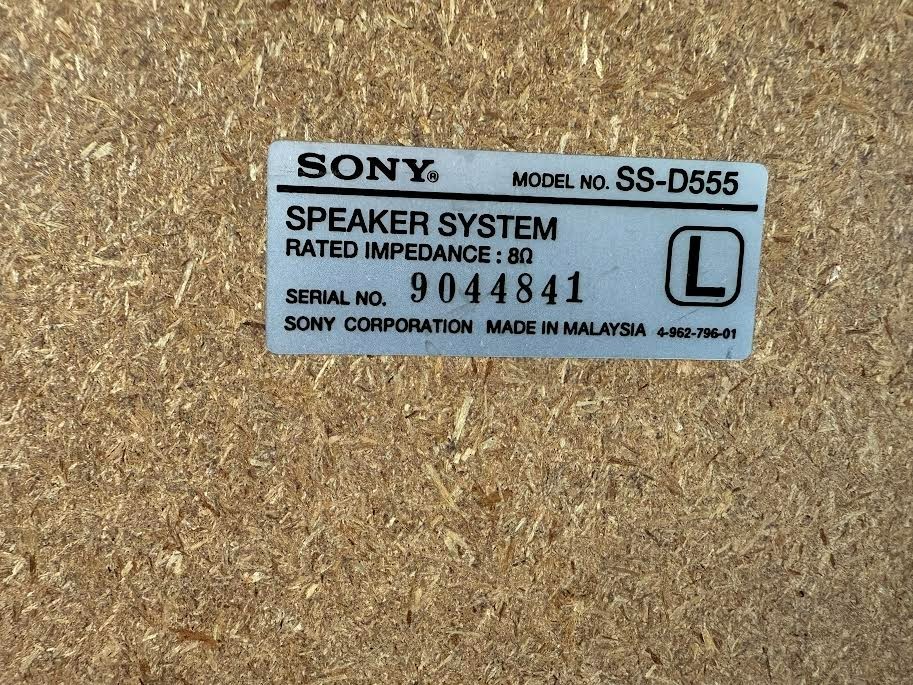 SONY® MODEL NO. SS-D555
SPEAKER SYSTEM
RATED IMPEDANCE : 8Ω
L
SERIAL NO. 9044841
SONY CORPORATION MADE IN MALAYSIA 4-962-796-01